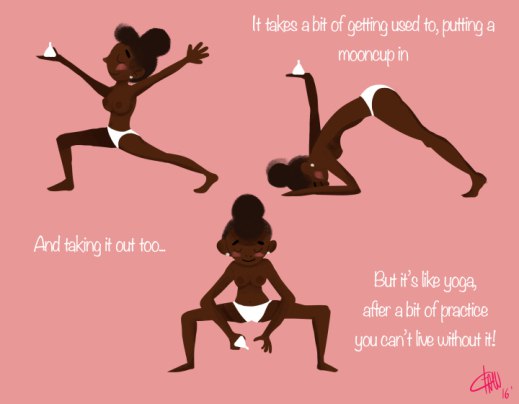 It takes a bit of getting used to, putting a
mooncup in
And taking it out too...
But it's like yoga,
after a bit of practice
you can't live without it!
16'